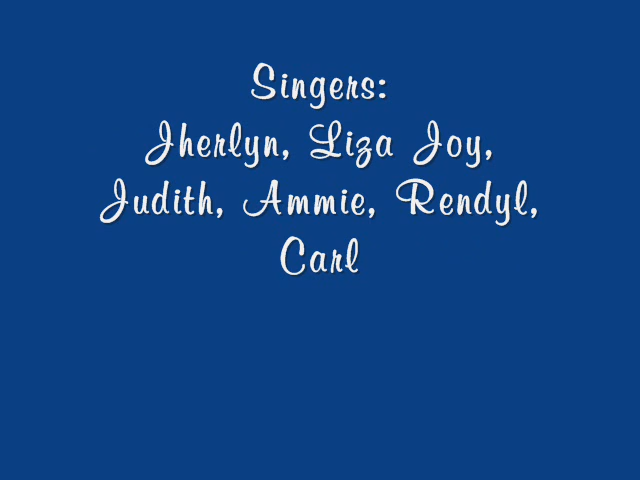 Singers:
Jherlyn, Liza Joy,
Judith, Ammie, Rendyl,
Carl